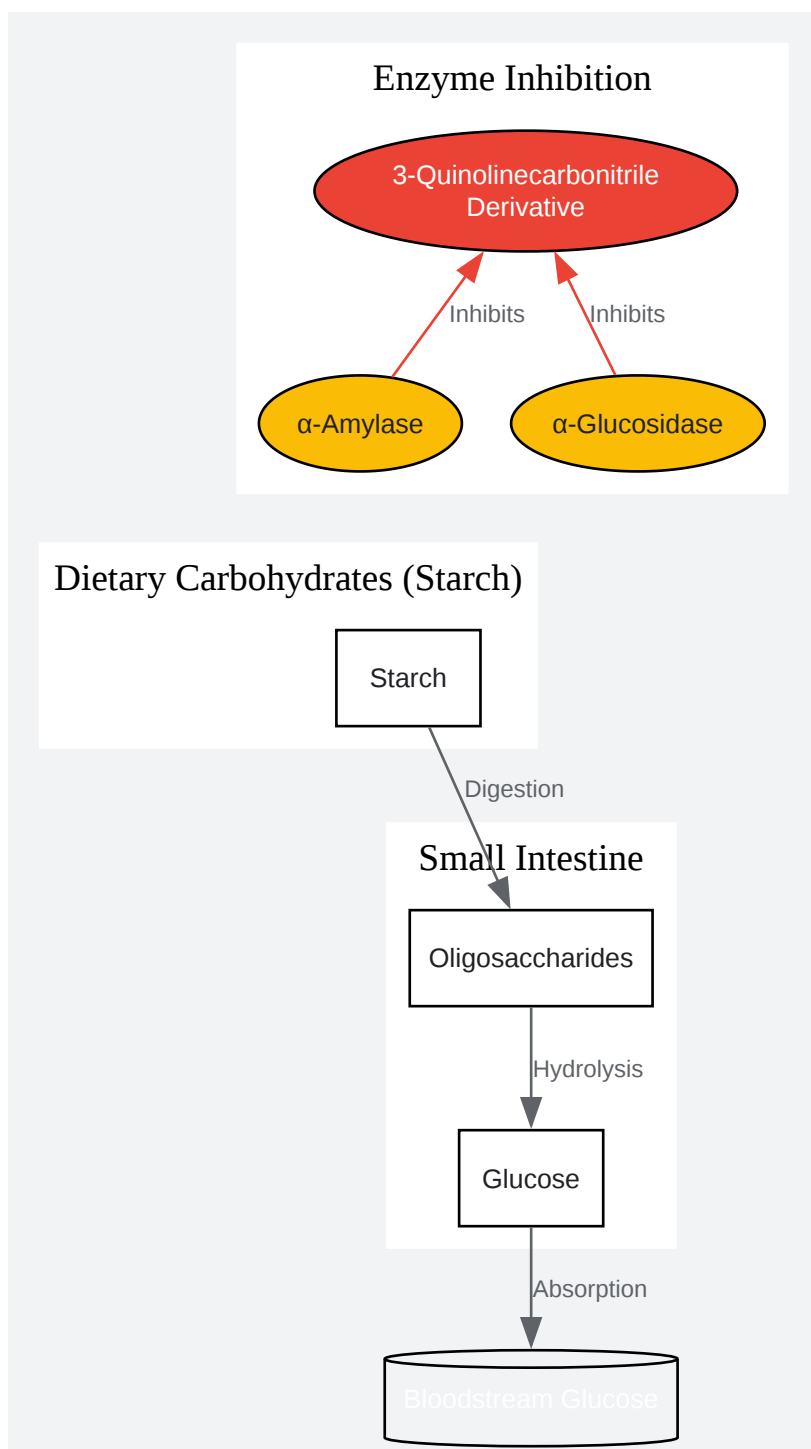 Enzyme Inhibition
3-Quinolinecarbonitrile
Derivative
Inhibits
Inhibits
α-Amylase
α-Glucosidase
Dietary Carbohydrates (Starch)
Starch
Digestion
Small Intestine
Oligosaccharides
Hydrolysis
Glucose
Absorption
Bloodstream Glucose